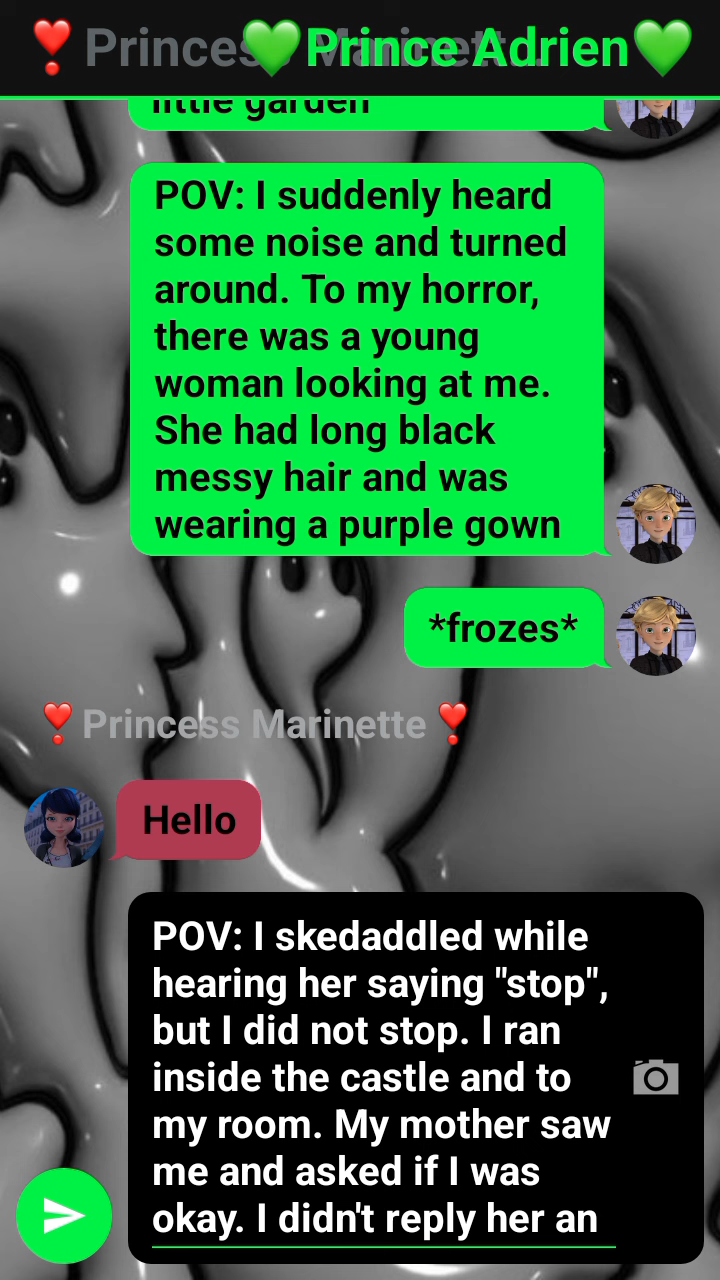 ❣️Princess Marinett...
💚Prince Adrien💚
little garden
POV: I suddenly heard
some noise and turned
around. To my horror,
there was a young
woman looking at me.
She had long black
messy hair and was
wearing a purple gown
*frozes*
❣️Princess Marinette❣️
Hello
POV: I skedaddled while
hearing her saying "stop",
but I did not stop. I ran
inside the castle and to
my room. My mother saw
me and asked if I was
okay. I didn't reply her an